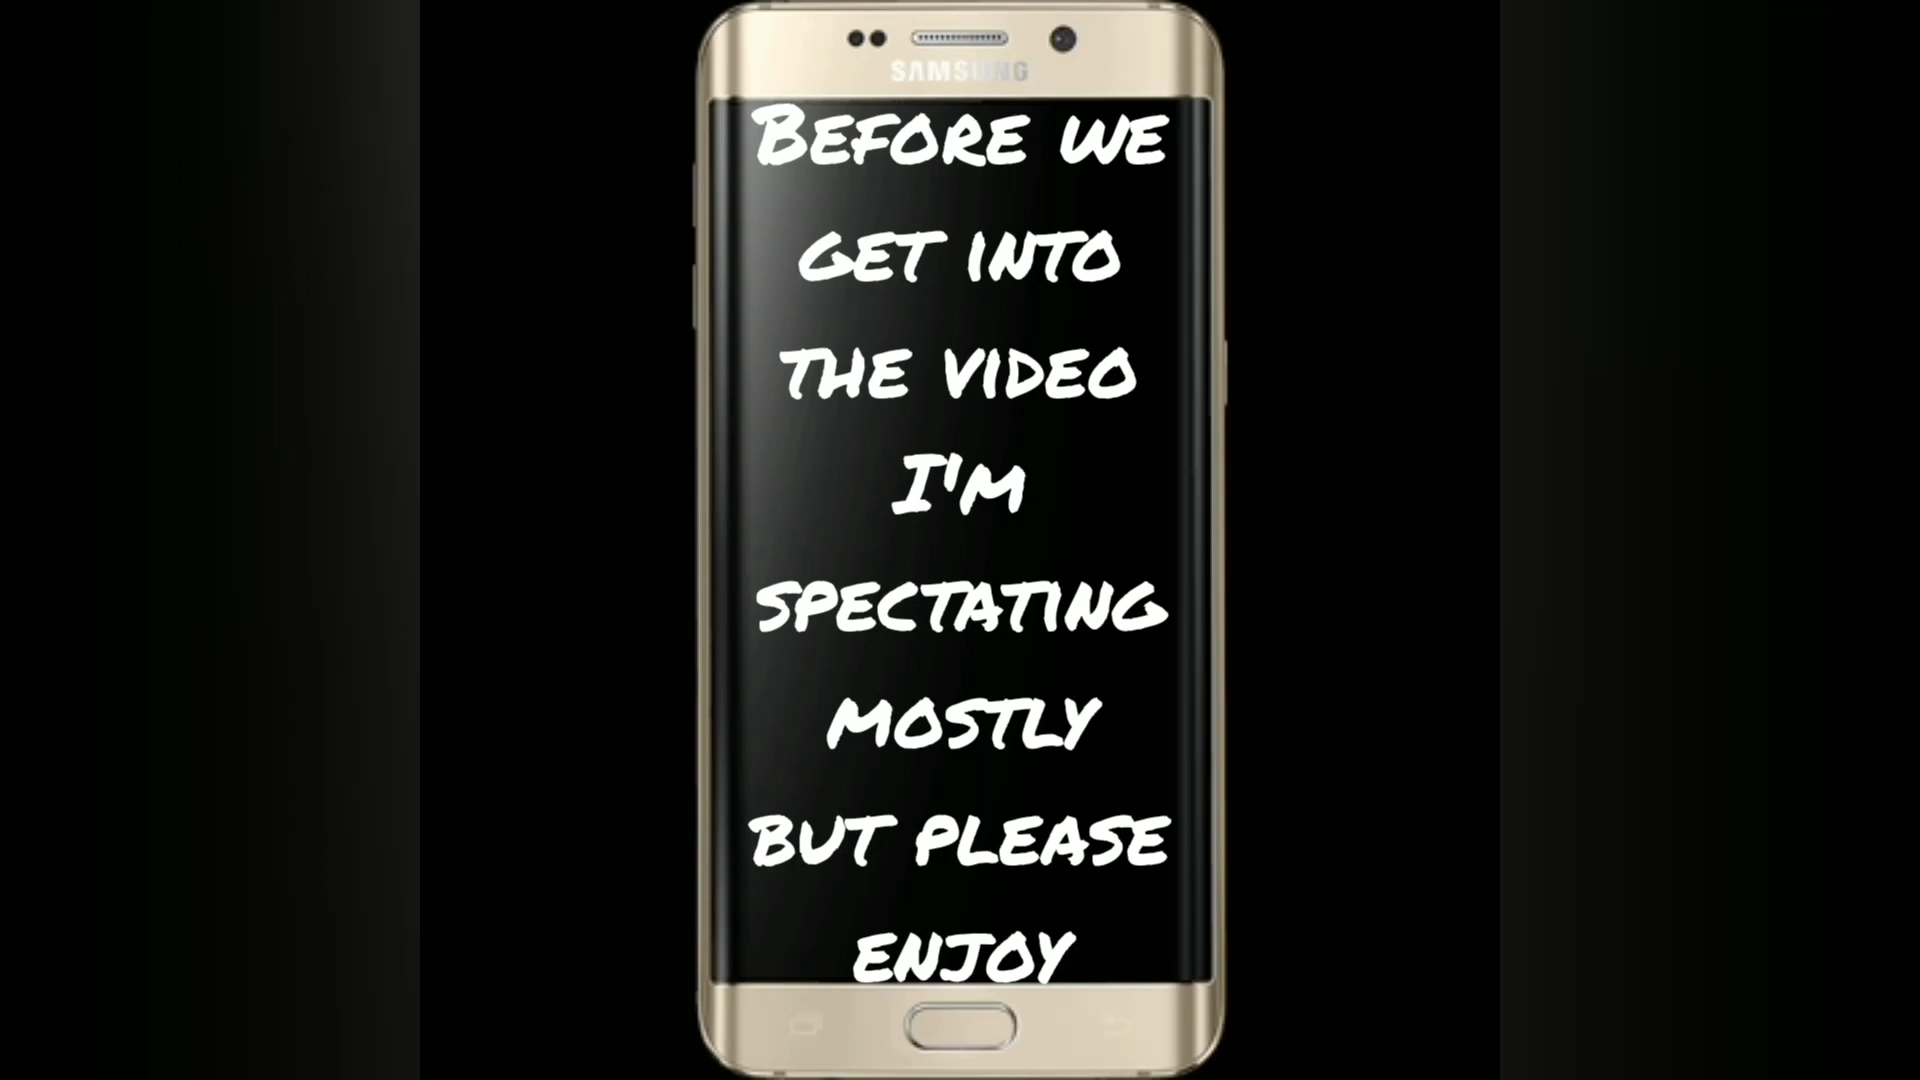 SAMSUNG
BEFORE WE
GET INTO
THE VIDEO
I'M
SPECTATING
MOSTLY
BUT PLEASE
ENJOY